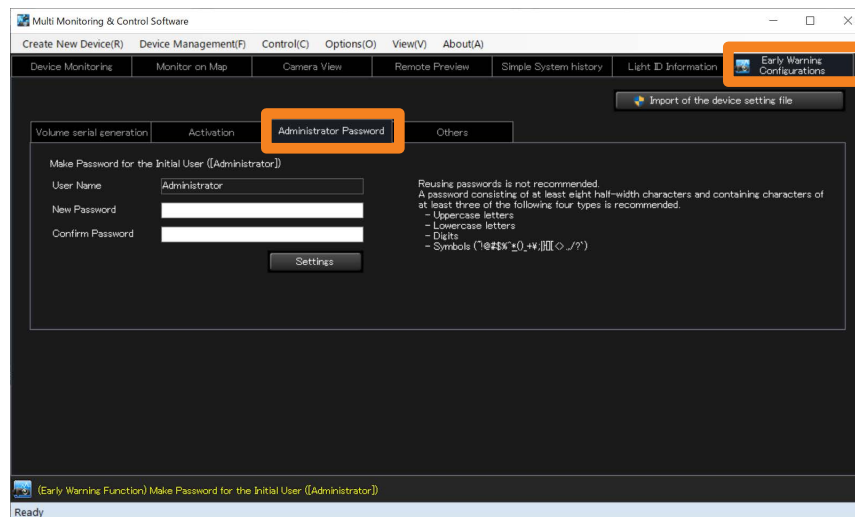 Multi Monitoring & Control Software
Create New Device(R) Device Management(F) Control(C) Options(O) View(V) About(A)
Device Monitoring Monitor on Map Camera View Remote Preview Simple System history Light ID Information Early Warning Configurations
Import of the device setting file
Volume serial generation Activation Administrator Password Others
Make Password for the Initial User ([Administrator])
User Name Administrator
New Password
Confirm Password
Settings
Reusing passwords is not recommended.
A password consisting of at least eight half-width characters and containing characters of
at least three of the following four types is recommended.
- Uppercase letters
- Lowercase letters
- Digits
- Symbols
(Early Warning Function) Make Password for the Initial User ([Administrator])
Ready